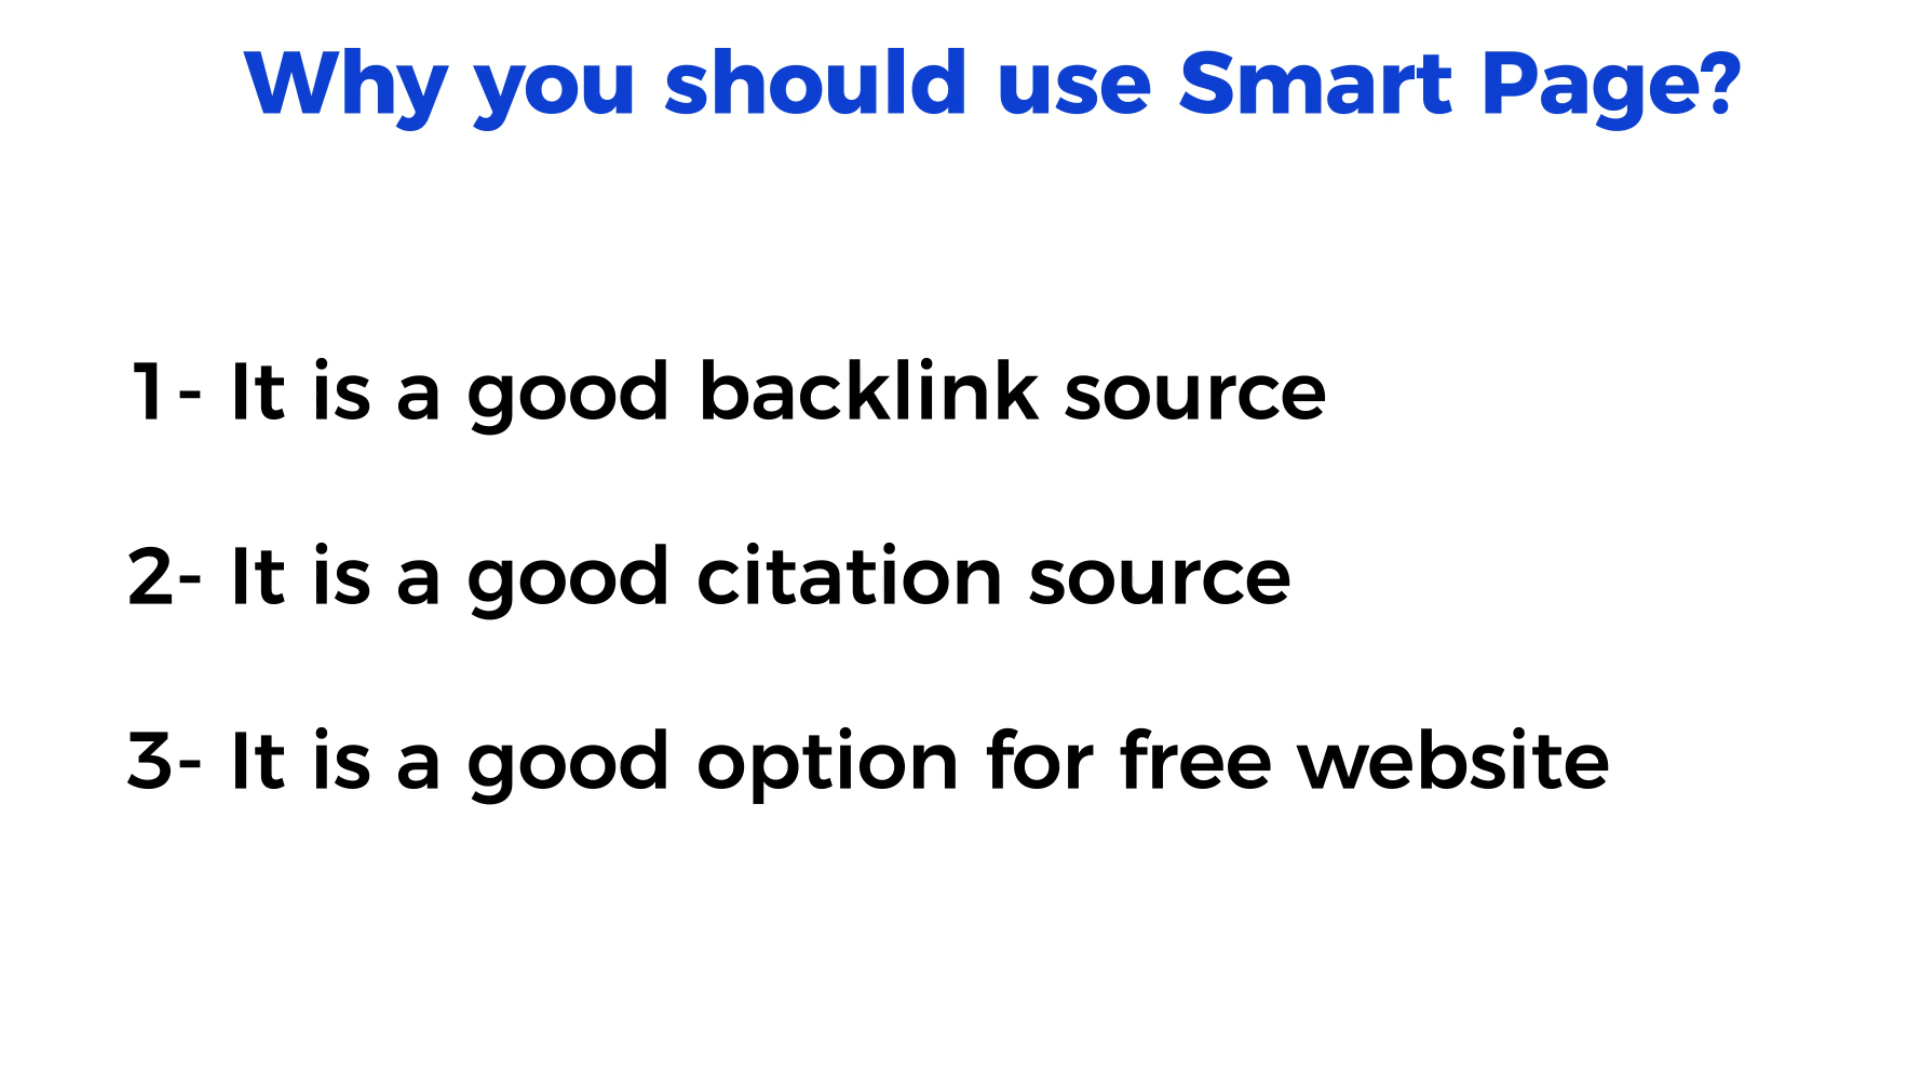 Why you should use Smart Page?
1- It is a good backlink source
2- It is a good citation source
3- It is a good option for free website